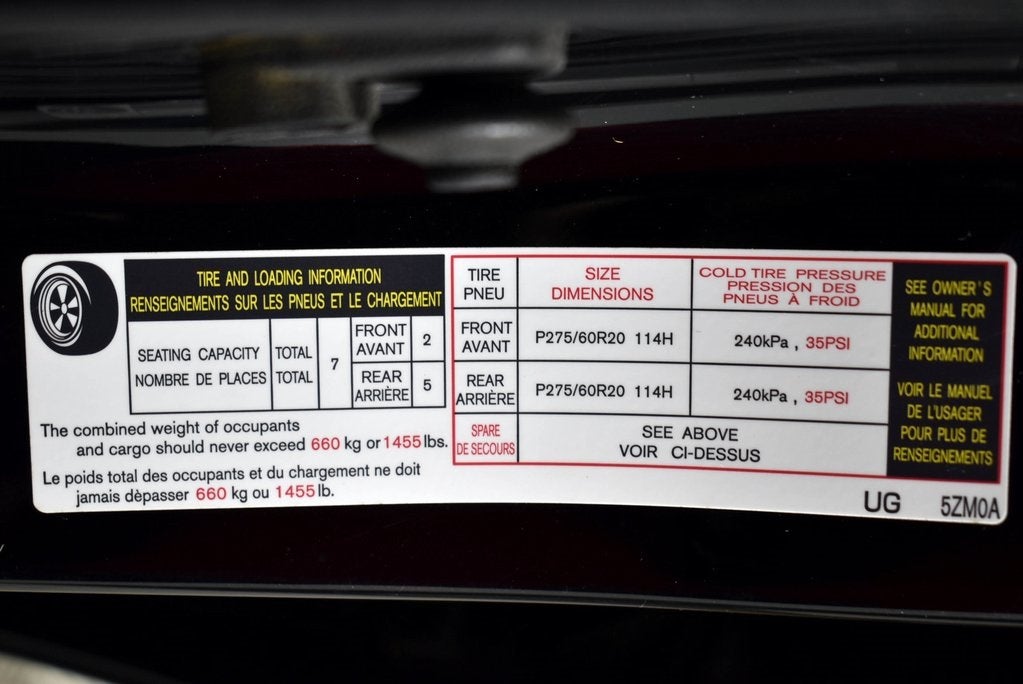 TIRE AND LOADING INFORMATION
RENSEIGNEMENTS SUR LES PNEUS ET LE CHARGEMENT
SEATING CAPACITY TOTAL 7 FRONT 2
NOMBRE DE PLACES TOTAL AVANT
REAR 5
ARRIÈRE
The combined weight of occupants
and cargo should never exceed 660 kg or 1455 lbs.
Le poids total des occupants et du chargement ne doit
jamais dèpasser 660 kg ou 1455 lb.
TIRE SIZE COLD TIRE PRESSURE
PNEU DIMENSIONS PRESSION DES
PNEUS À FROID
FRONT P275/60R20 114H 240kPa , 35PSI
AVANT
REAR P275/60R20 114H 240kPa , 35PSI
ARRIÈRE
SPARE SEE ABOVE
DE SECOURS VOIR CI-DESSUS
SEE OWNER'S
MANUAL FOR
ADDITIONAL
INFORMATION
VOIR LE MANUEL
DE L'USAGER
POUR PLUS DE
RENSEIGNEMENTS
UG 5ZM0A